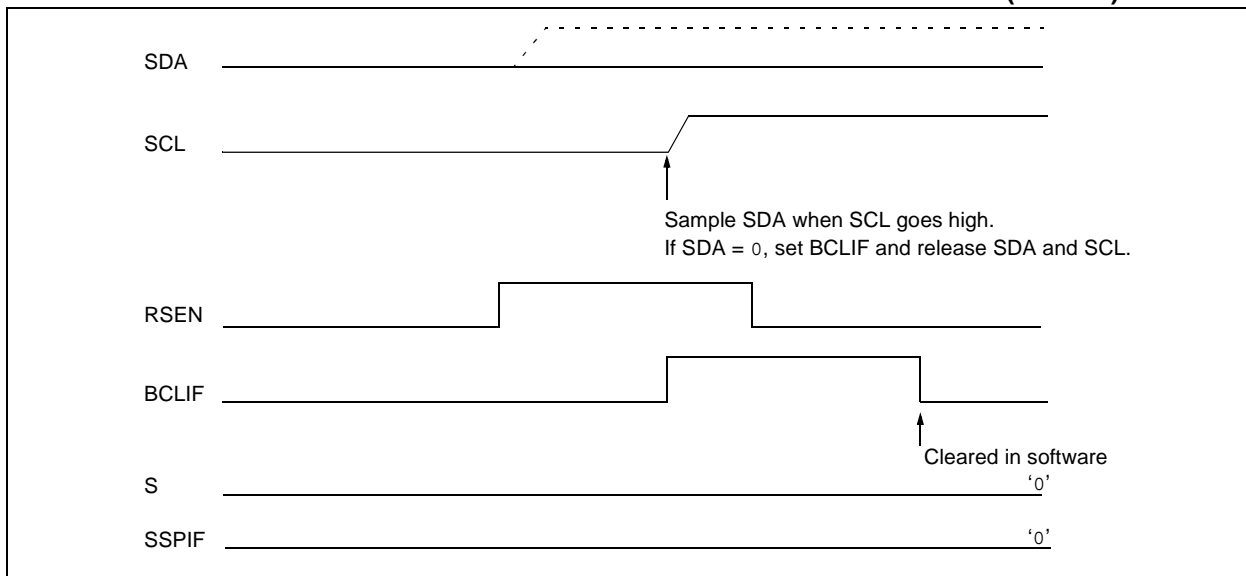 SDA
SCL
Sample SDA when SCL goes high.
If SDA = 0, set BCLIF and release SDA and SCL.
RSEN
BCLIF
Cleared in software
S
‘0’
SSPIF
‘0’